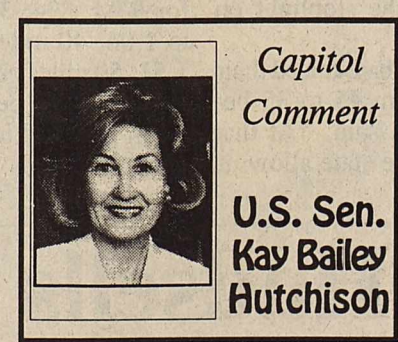 Capitol
Comment
U.S. Sen.
Kay Bailey
Hutchison